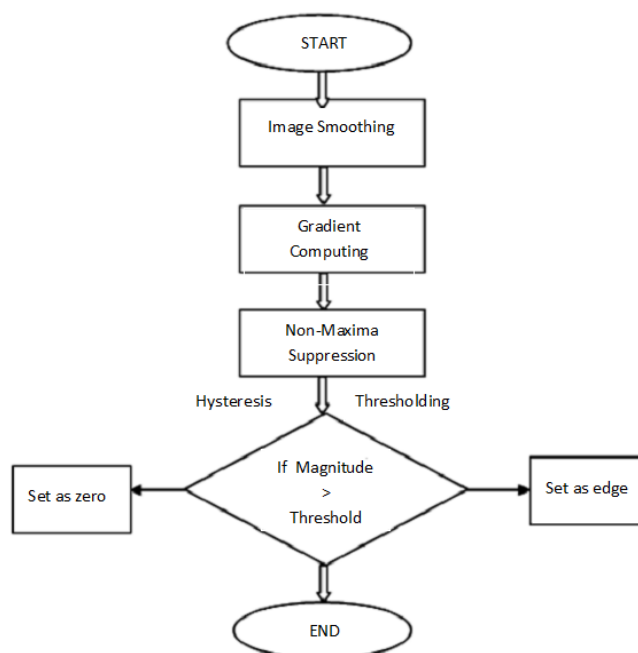 START
Image Smoothing
Gradient
Computing
Non-Maxima
Suppression
Hysteresis Thresholding
If Magnitude
>
Threshold
Set as zero
Set as edge
END